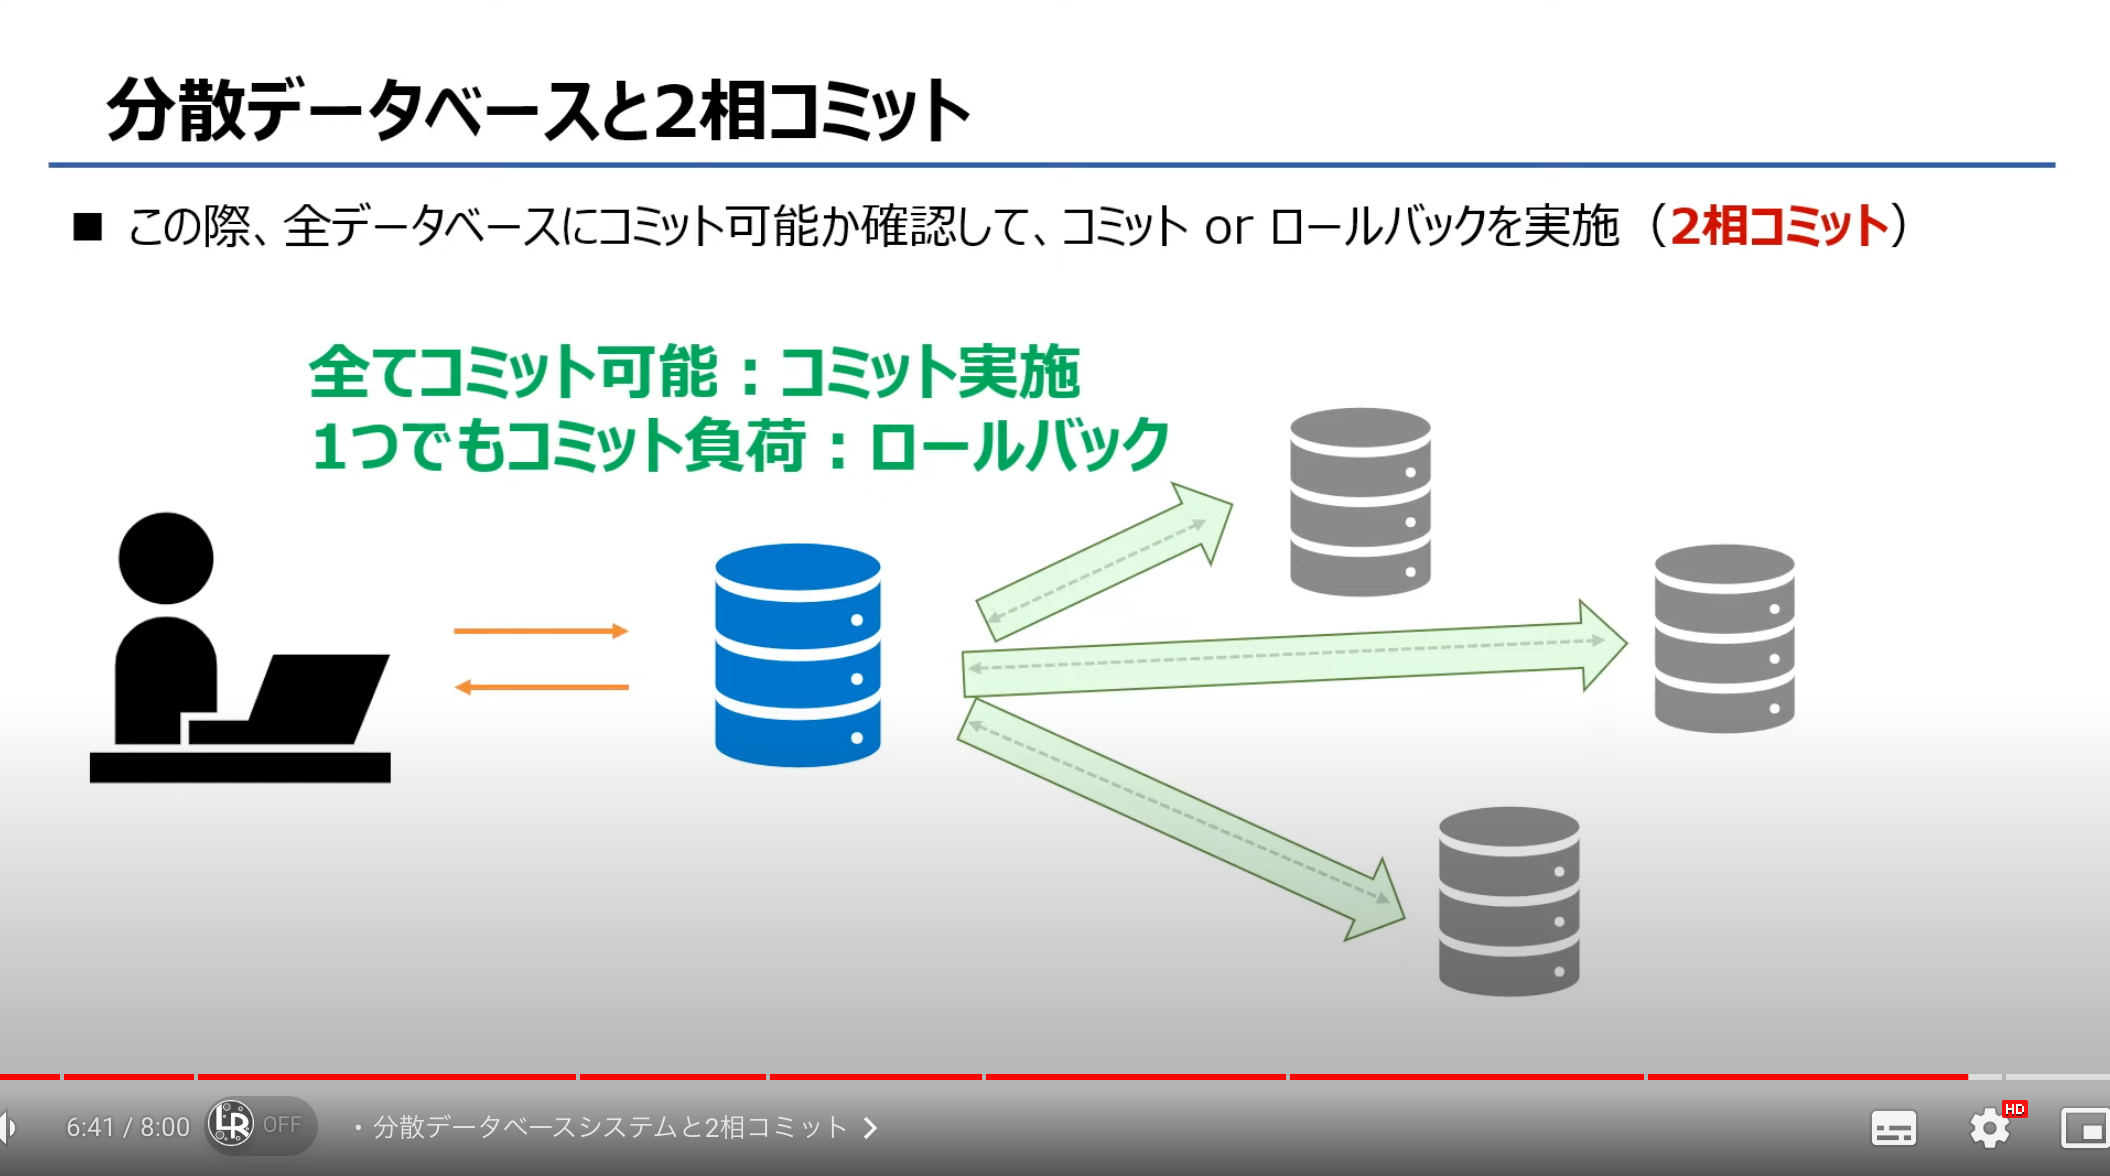 分散データベースと2相コミット
■ この際、全データベースにコミット可能か確認して、コミット or ロールバックを実施（2相コミット）
全てコミット可能：コミット実施
1つでもコミット負荷：ロールバック
6:41 / 8:00 LR OFF ・分散データベースシステムと2相コミット
HD